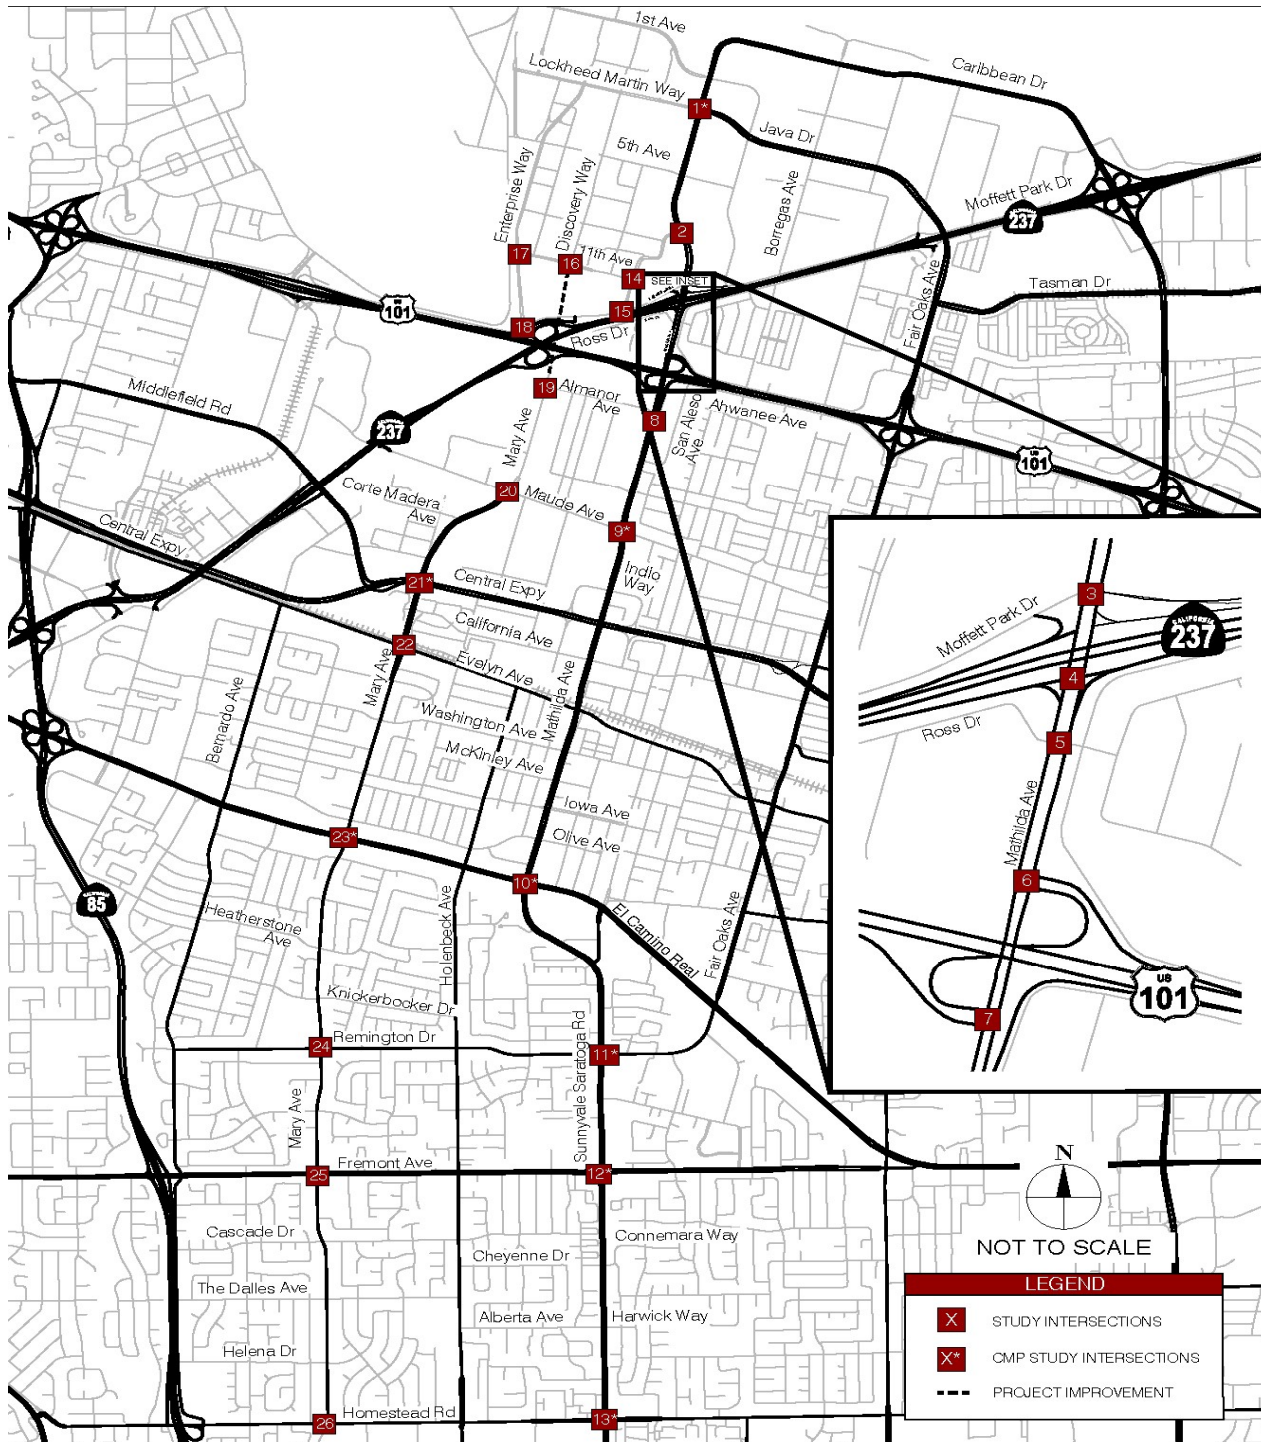 1st Ave
Caribbean Dr
Lockheed Martin Way
1*
Java Dr
5th Ave
Enterprise Way
Discovery Way
Borregas Ave
Moffett Park Dr
237
2
17
16
11th Ave
14
SEE INSET
Tasman Dr
US
101
15
18
Ross Dr
Fair Oaks Ave
Middlefield Rd
19
Almanor
Ave
San Aleso
Ave
Ahwanee Ave
8
237
Mary Ave
US
101
Corte Madera
Ave
20
Maude Ave
Central Expy
9*
Indio
Way
21*
Central Expy
California Ave
22
Evelyn Ave
Mary Ave
Bernardo Ave
Washington Ave
Mathilda Ave
McKinley Ave
Iowa Ave
Olive Ave
23*
10*
85
Heatherstone
Ave
Holenbeck Ave
El Camino Real
Fair Oaks Ave
Knickerbocker Dr
24
Remington Dr
Sunnyvale Saratoga Rd
11*
Mary Ave
25
Fremont Ave
12*
Cascade Dr
Connemara Way
Cheyenne Dr
The Dalles Ave
Alberta Ave
Harwick Way
Helena Dr
26
Homestead Rd
13*
3
Moffett Park Dr
CALIFORNIA
237
4
Ross Dr
5
Mathilda Ave
6
US
101
7
N
NOT TO SCALE
LEGEND
X STUDY INTERSECTIONS
X* CMP STUDY INTERSECTIONS
PROJECT IMPROVEMENT